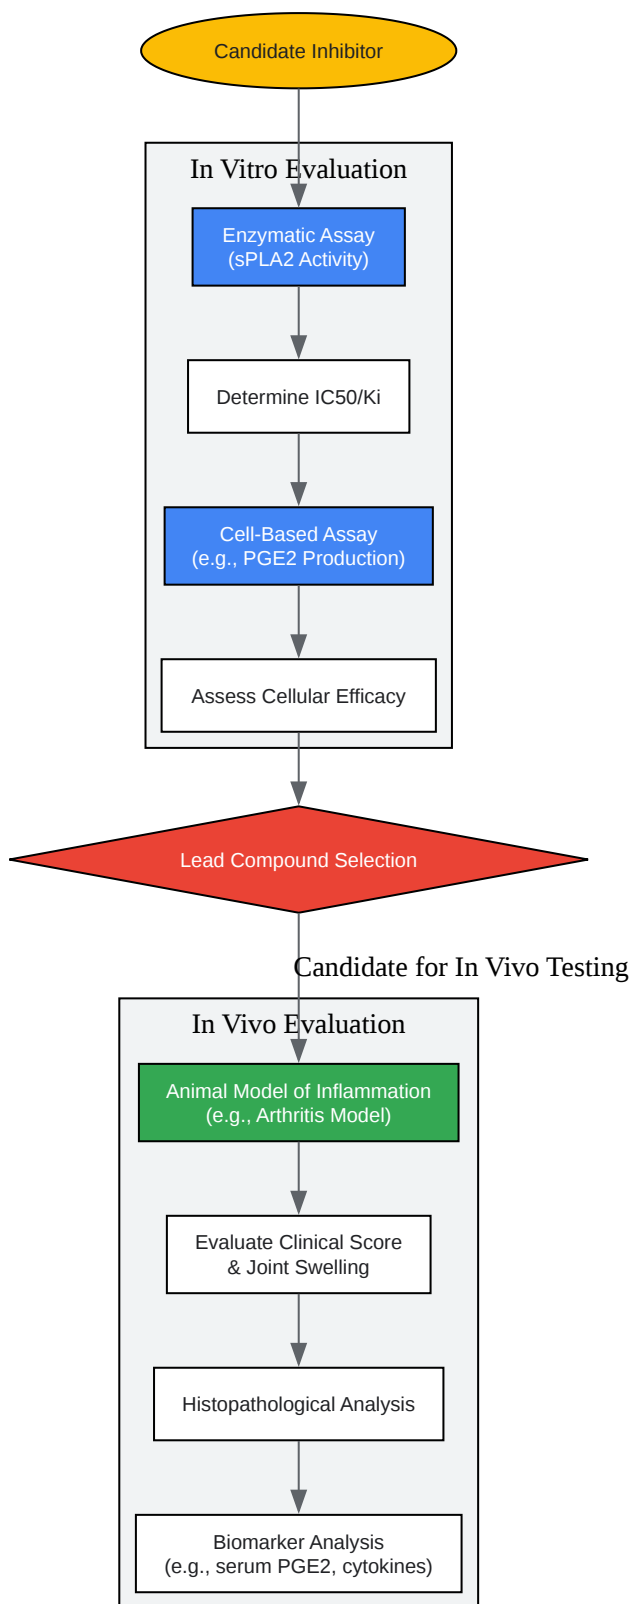 Candidate Inhibitor
In Vitro Evaluation
Enzymatic Assay
(sPLA2 Activity)
Determine IC50/Ki
Cell-Based Assay
(e.g., PGE2 Production)
Assess Cellular Efficacy
Lead Compound Selection
Candidate for In Vivo Testing
In Vivo Evaluation
Animal Model of Inflammation
(e.g., Arthritis Model)
Evaluate Clinical Score
& Joint Swelling
Histopathological Analysis
Biomarker Analysis
(e.g., serum PGE2, cytokines)